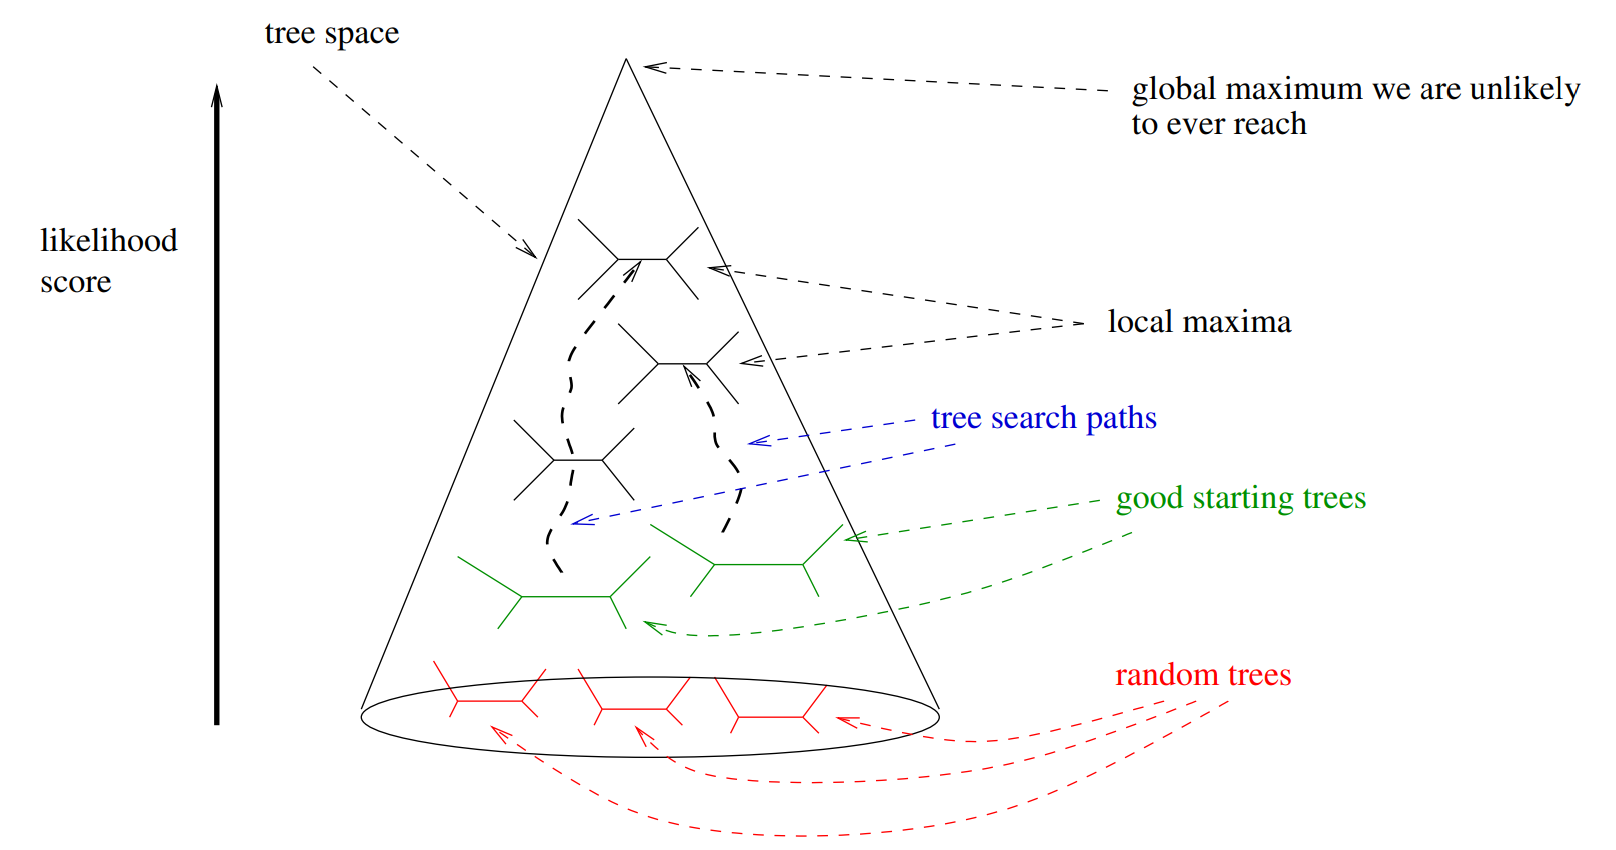 tree space
global maximum we are unlikely
to ever reach
likelihood
score
local maxima
tree search paths
good starting trees
random trees